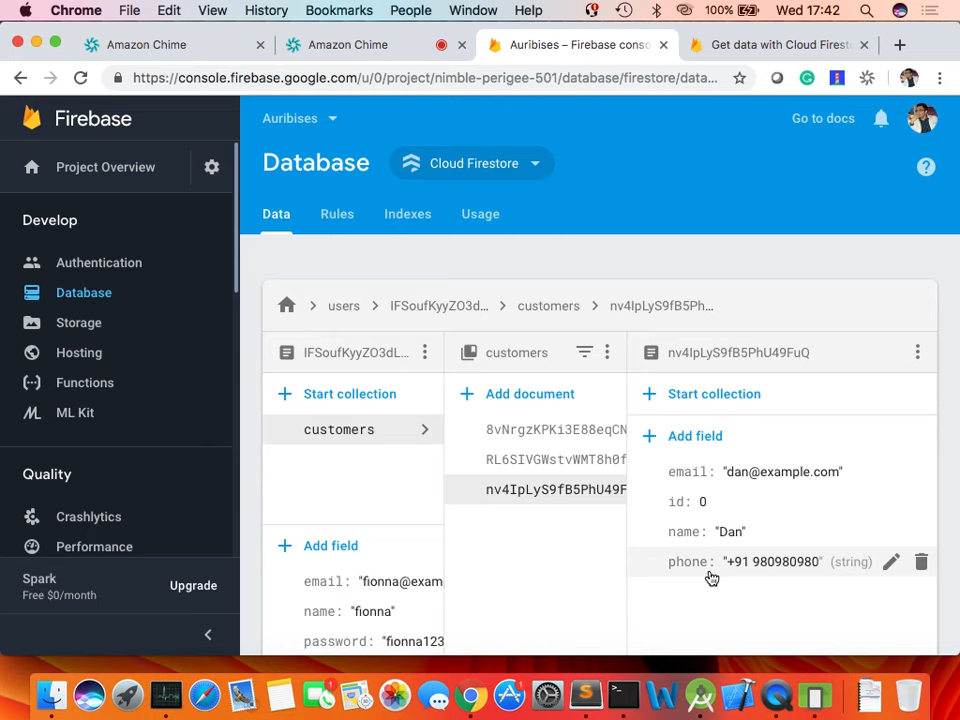 Chrome File Edit View History Bookmarks People Window Help 100% Wed 17:42
Amazon Chime
Amazon Chime
Auribises – Firebase conso
Get data with Cloud Firest
https://console.firebase.google.com/u/0/project/nimble-perigee-501/database/firestore/data...
Firebase
Auribises
Go to docs
Project Overview
Database
Cloud Firestore
Develop
Data Rules Indexes Usage
Authentication
Database
Storage
Hosting
Functions
ML Kit
Quality
Crashlytics
Performance
Spark
Free $0/month
Upgrade
users IFSoufKyyZO3d... customers nv4IpLyS9fB5Ph...
IFSoufKyyZO3dL...
customers
nv4IpLyS9fB5PhU49FuQ
Start collection
Add document
Start collection
customers
8vNrgzKPKi3E88eqCN
RL6SIVGWstvWMT8h0f
nv4IpLyS9fB5PhU49F
Add field
email: "dan@example.com"
id: 0
name: "Dan"
phone: "+91 980980980" (string)
Add field
email: "fionna@exam
name: "fionna"
password: "fionna123
1